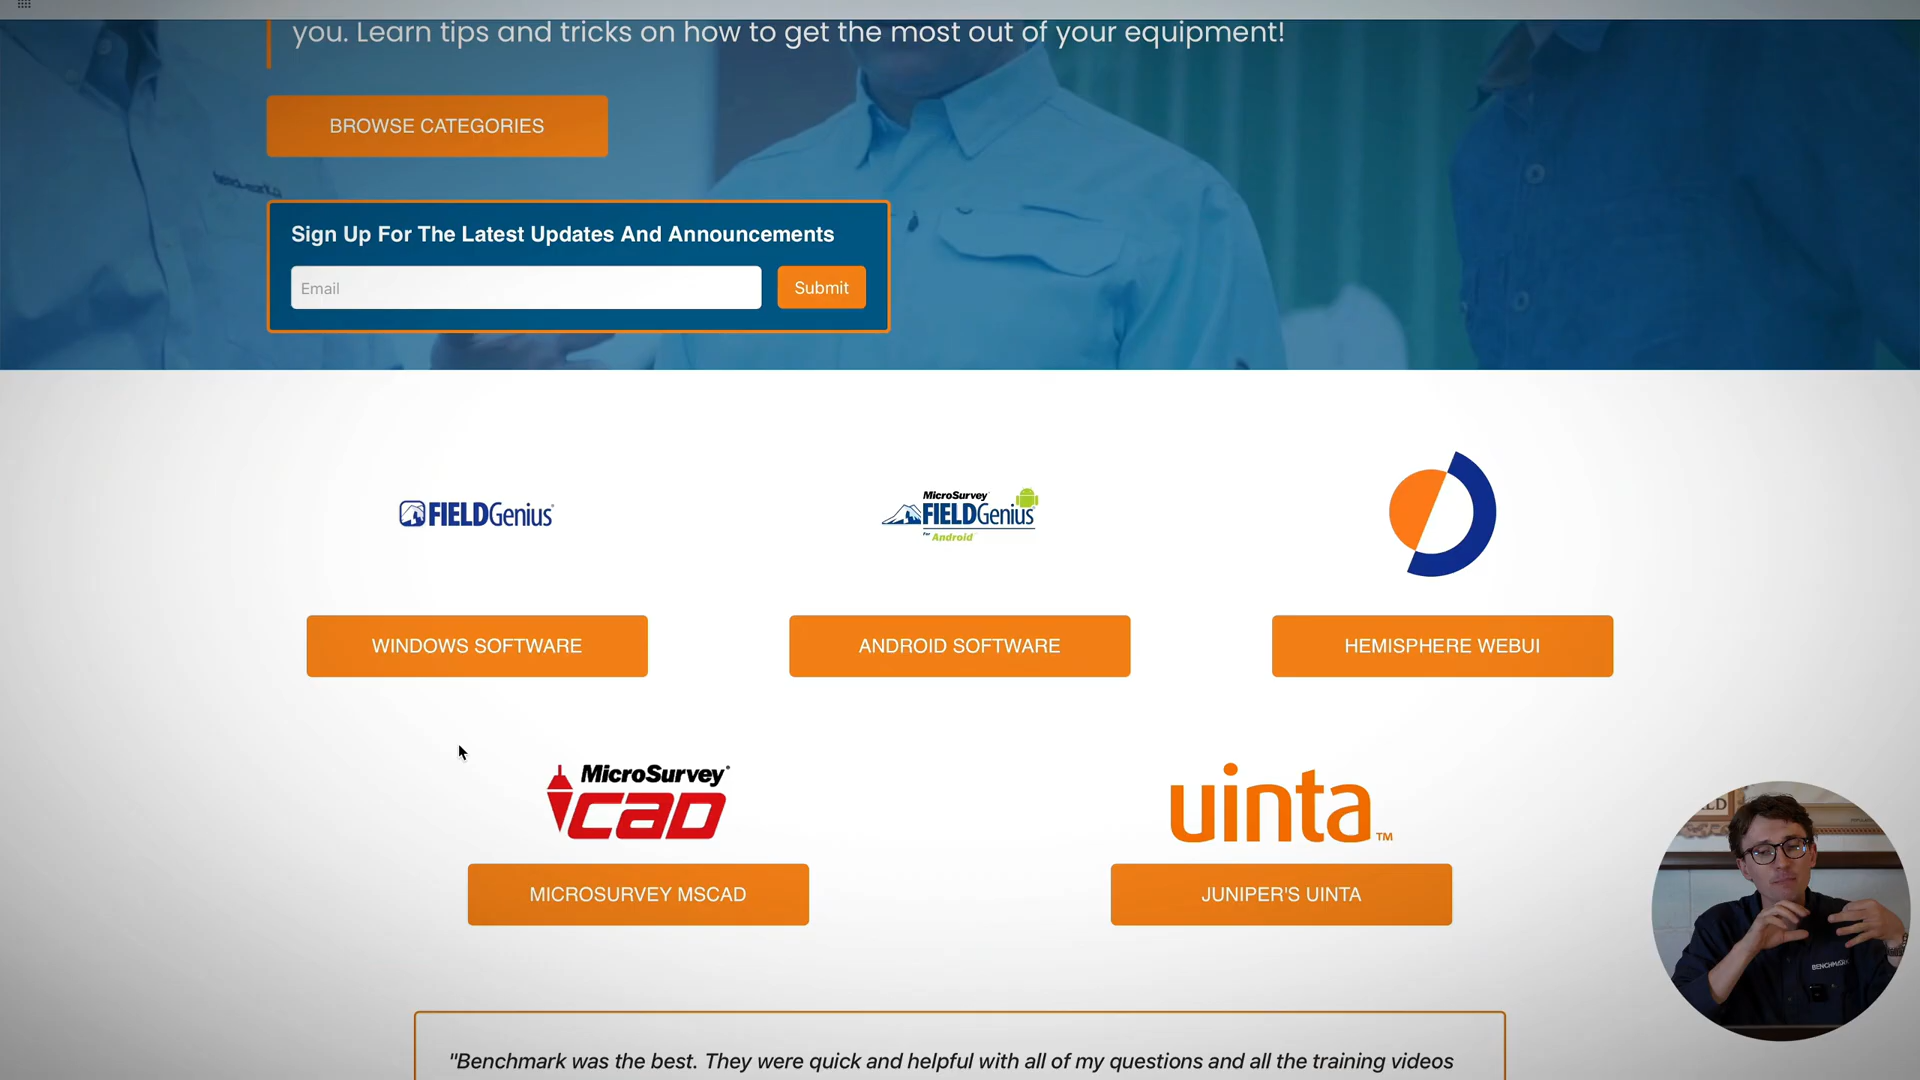 you. Learn tips and tricks on how to get the most out of your equipment!
BROWSE CATEGORIES
Sign Up For The Latest Updates And Announcements
Email
Submit
FIELDGenius
MicroSurvey
FIELDGenius
For Android
WINDOWS SOFTWARE
ANDROID SOFTWARE
HEMISPHERE WEBUI
MicroSurvey
CAD
uinta™
MICROSURVEY MSCAD
JUNIPER'S UINTA
BENCHMARK
"Benchmark was the best. They were quick and helpful with all of my questions and all the training videos